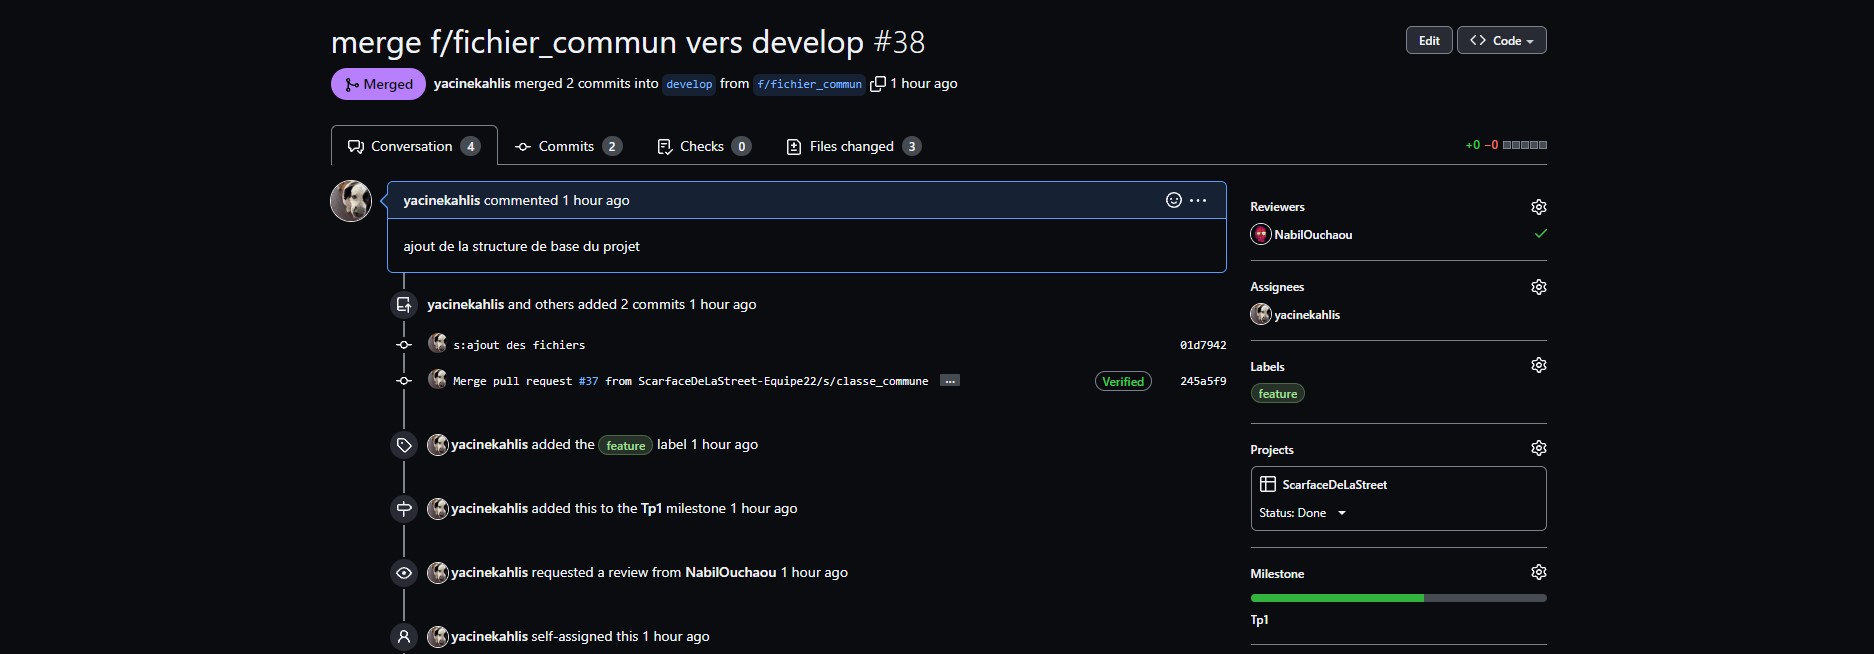 merge f/fichier_commun vers develop #38
Edit
<> Code
Merged
yacinekahlis merged 2 commits into develop from f/fichier_commun 1 hour ago
Conversation 4
Commits 2
Checks 0
Files changed 3
+0 −0
yacinekahlis commented 1 hour ago
ajout de la structure de base du projet
yacinekahlis and others added 2 commits 1 hour ago
s:ajout des fichiers 01d7942
Merge pull request #37 from ScarfaceDeLaStreet-Equipe22/s/classe_commune ... Verified 245a5f9
yacinekahlis added the feature label 1 hour ago
yacinekahlis added this to the Tp1 milestone 1 hour ago
yacinekahlis requested a review from NabilOuchaou 1 hour ago
yacinekahlis self-assigned this 1 hour ago
Reviewers
NabilOuchaou
Assignees
yacinekahlis
Labels
feature
Projects
ScarfaceDeLaStreet
Status: Done
Milestone
Tp1